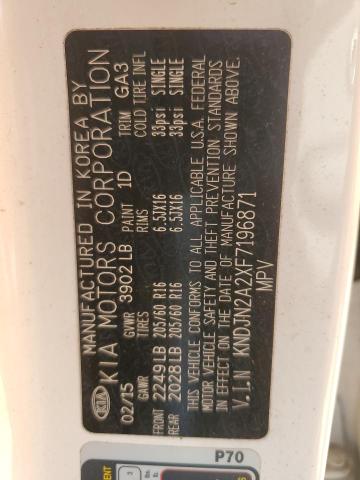 MANUFACTURED IN KOREA BY
KIA KIA MOTORS CORPORATION
02/15 GVWR 3902LB PAINT 1D TRIM GA3
GAWR TIRES RIMS COLD TIRE INFL
FRONT 2249LB 205/60 R16 6.5JX16 33psi SINGLE
REAR 2028LB 205/60 R16 6.5JX16 33psi SINGLE
THIS VEHICLE CONFORMS TO ALL APPLICABLE U.S.A. FEDERAL
MOTOR VEHICLE SAFETY AND THEFT PREVENTION STANDARDS
IN EFFECT ON THE DATE OF MANUFACTURE SHOWN ABOVE.
V.I.N KNDJN2A2XF7196871
MPV
P70